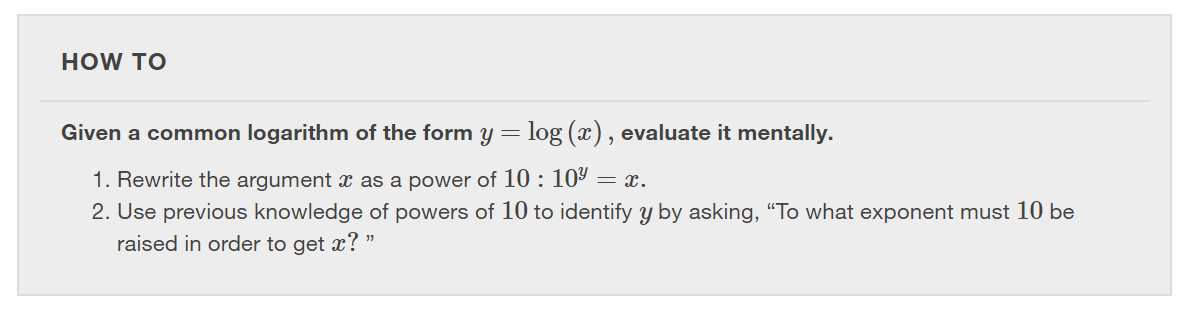 HOW TO
Given a common logarithm of the form y = log (x) , evaluate it mentally.
1. Rewrite the argument x as a power of 10 : 10^y = x.
2. Use previous knowledge of powers of 10 to identify y by asking, “To what exponent must 10 be
raised in order to get x? ”